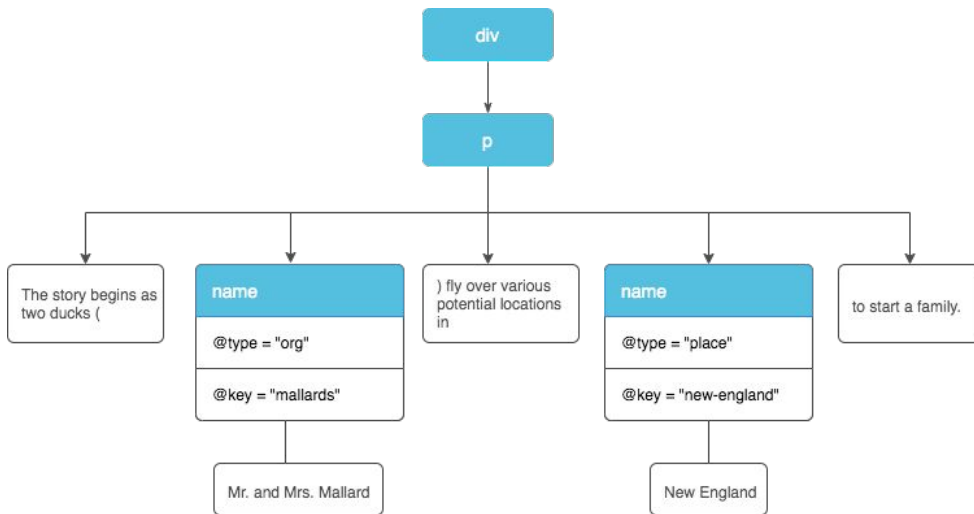 div
p
The story begins as
two ducks (
name
@type = "org"
@key = "mallards"
Mr. and Mrs. Mallard
) fly over various
potential locations
in
name
@type = "place"
@key = "new-england"
New England
to start a family.